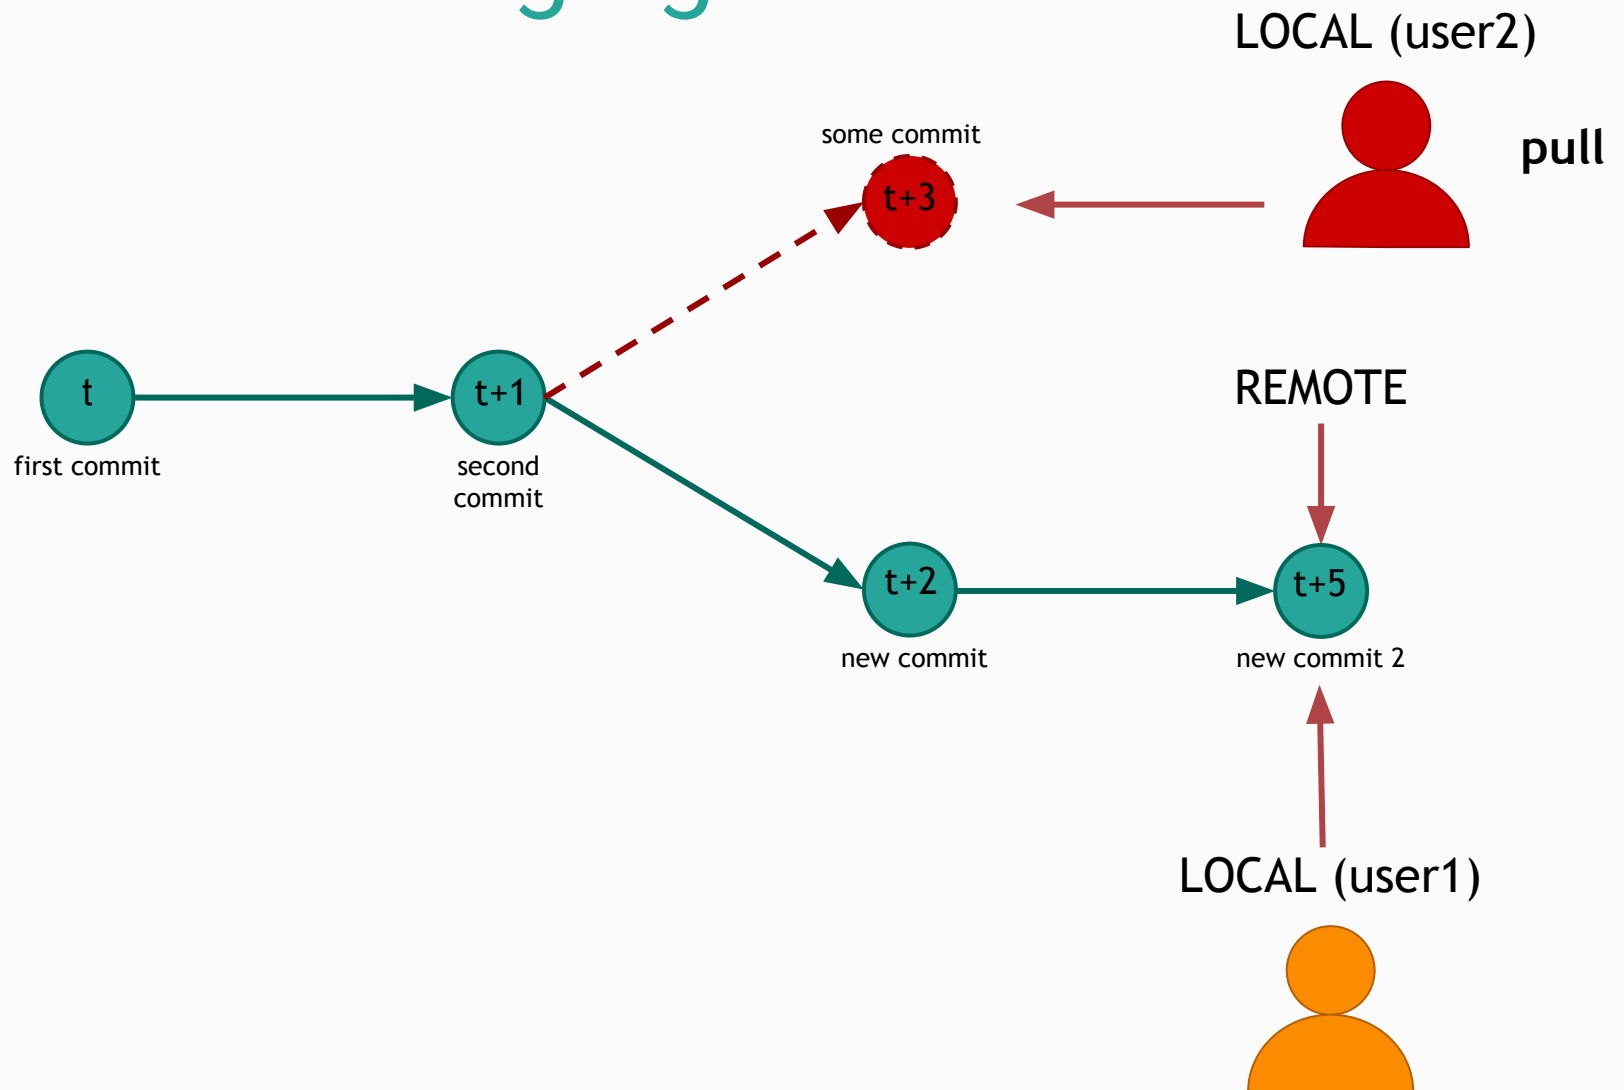 LOCAL (user2)
some commit
pull
t+3
REMOTE
t
t+1
first commit
second
commit
t+2
t+5
new commit
new commit 2
LOCAL (user1)